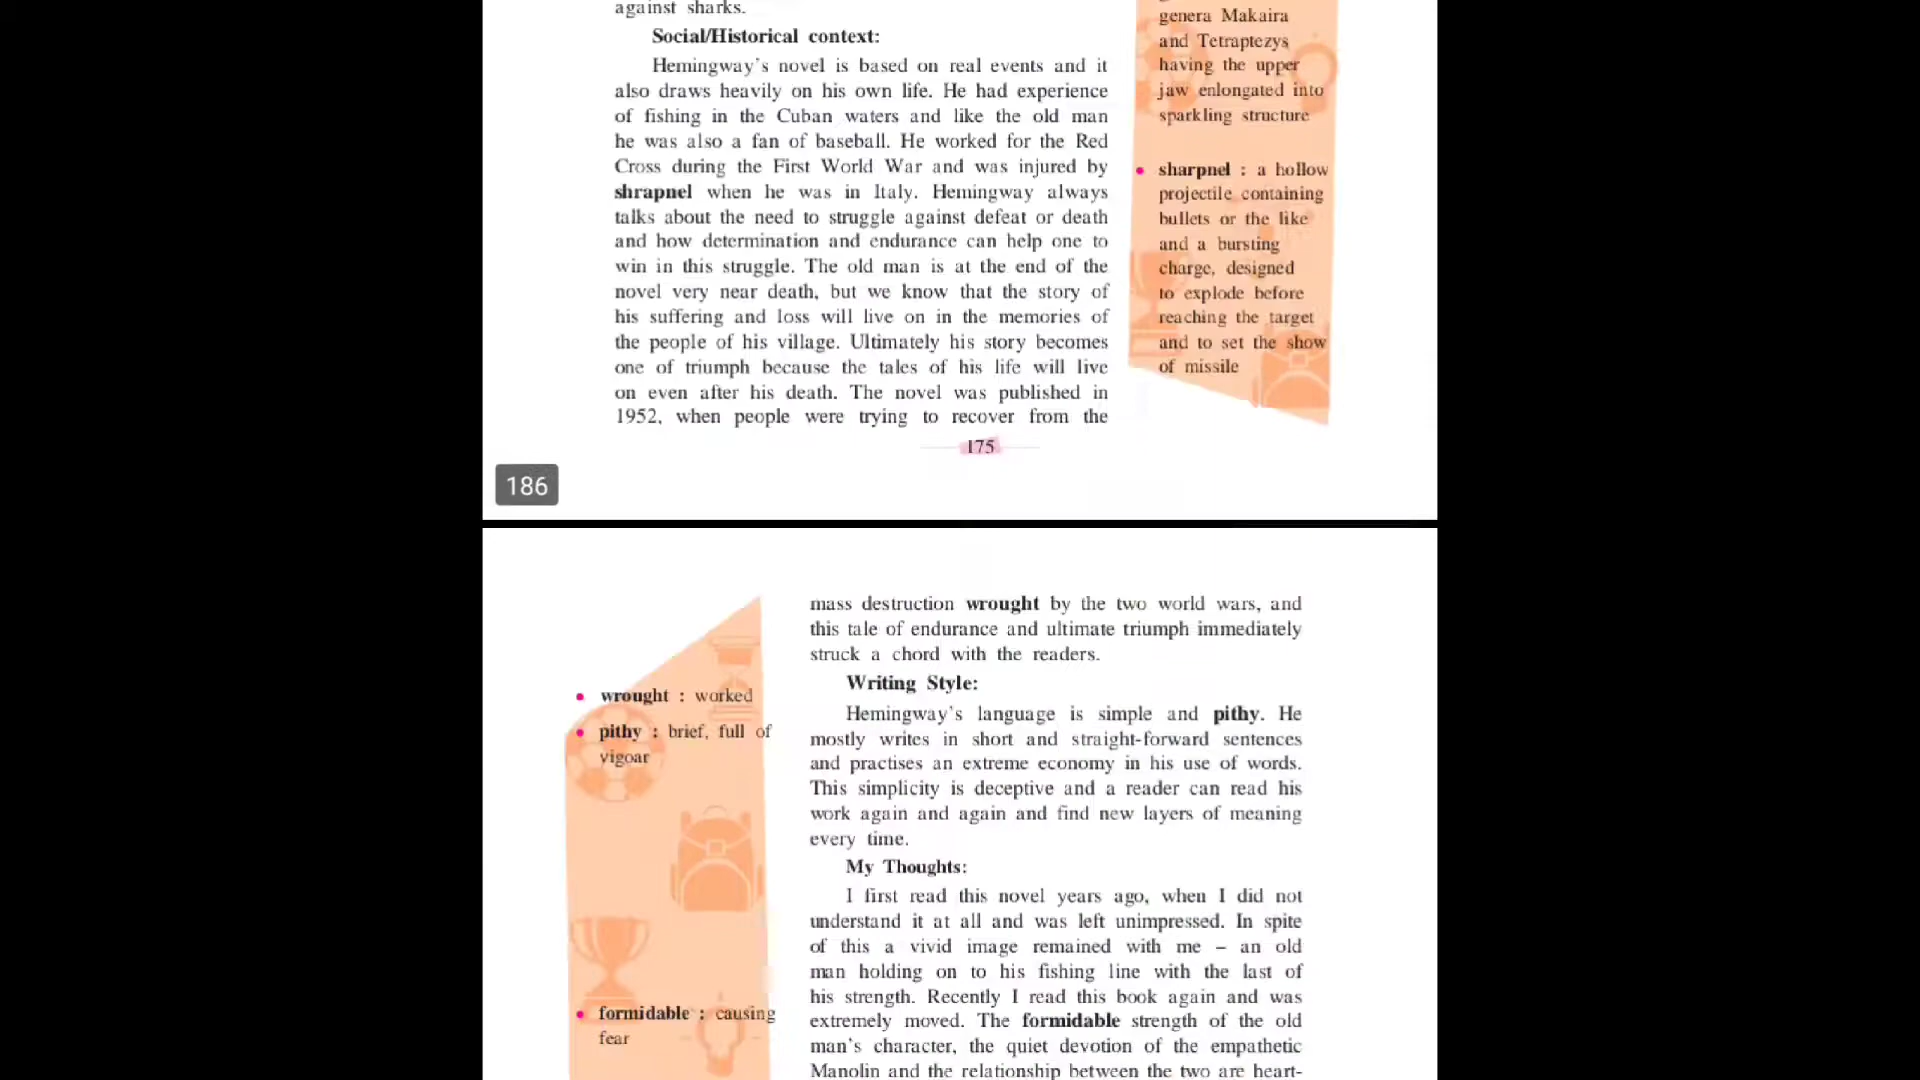 against sharks.
Social/Historical context:
Hemingway's novel is based on real events and it
also draws heavily on his own life. He had experience
of fishing in the Cuban waters and like the old man
he was also a fan of baseball. He worked for the Red
Cross during the First World War and was injured by
shrapnel when he was in Italy. Hemingway always
talks about the need to struggle against defeat or death
and how determination and endurance can help one to
win in this struggle. The old man is at the end of the
novel very near death, but we know that the story of
his suffering and loss will live on in the memories of
the people of his village. Ultimately his story becomes
one of triumph because the tales of his life will live
on even after his death. The novel was published in
1952, when people were trying to recover from the
genera Makaira
and Tetraptezys
having the upper
jaw enlongated into
sparkling structure
• sharpnel : a hollow
projectile containing
bullets or the like
and a bursting
charge, designed
to explode before
reaching the target
and to set the show
of missile
175
186
• wrought : worked
• pithy : brief, full of
vigoar
• formidable : causing
fear
mass destruction wrought by the two world wars, and
this tale of endurance and ultimate triumph immediately
struck a chord with the readers.
Writing Style:
Hemingway's language is simple and pithy. He
mostly writes in short and straight-forward sentences
and practises an extreme economy in his use of words.
This simplicity is deceptive and a reader can read his
work again and again and find new layers of meaning
every time.
My Thoughts:
I first read this novel years ago, when I did not
understand it at all and was left unimpressed. In spite
of this a vivid image remained with me – an old
man holding on to his fishing line with the last of
his strength. Recently I read this book again and was
extremely moved. The formidable strength of the old
man's character, the quiet devotion of the empathetic
Manolin and the relationship between the two are heart-